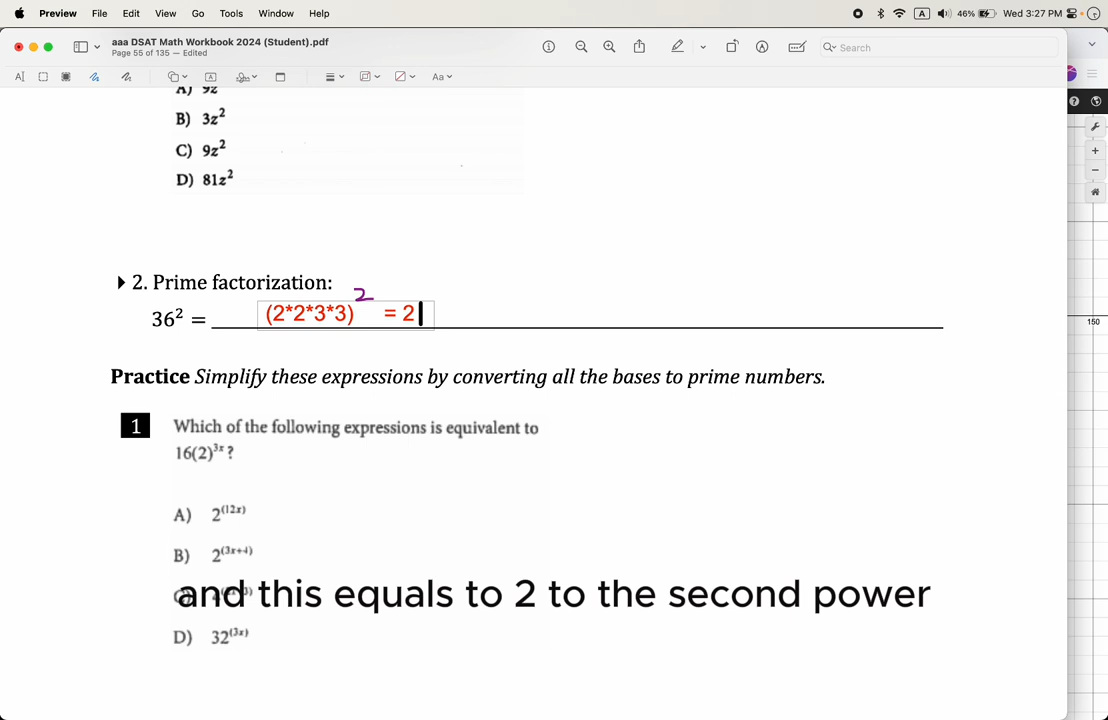 Preview File Edit View Go Tools Window Help A 46% Wed 3:27 PM
aaa DSAT Math Workbook 2024 (Student).pdf
Page 55 of 135 — Edited
Search
A) 9z
B) 3z²
C) 9z²
D) 81z²
2. Prime factorization:
36² = (2*2*3*3)² = 2
150
Practice Simplify these expressions by converting all the bases to prime numbers.
1 Which of the following expressions is equivalent to
16(2)³ˣ?
A) 2^(12x)
B) 2^(3x+4)
and this equals to 2 to the second power
D) 32^(3x)